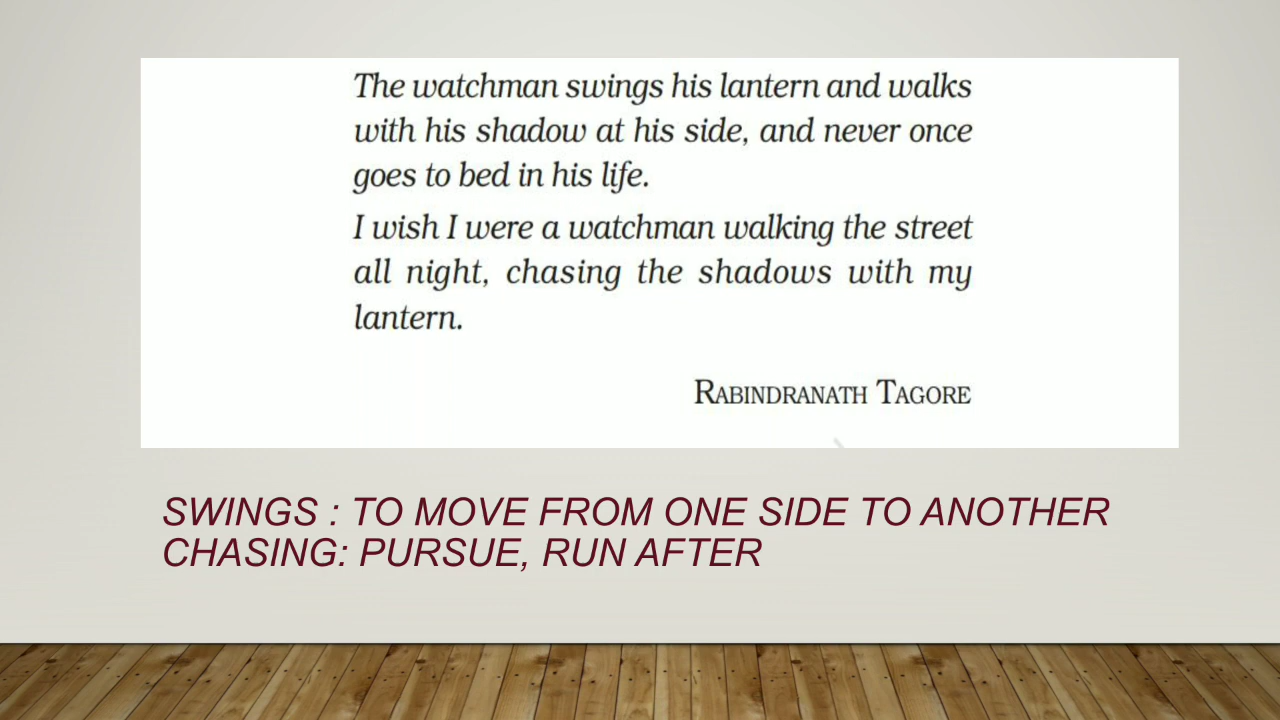 The watchman swings his lantern and walks
with his shadow at his side, and never once
goes to bed in his life.
I wish I were a watchman walking the street
all night, chasing the shadows with my
lantern.
RABINDRANATH TAGORE
SWINGS : TO MOVE FROM ONE SIDE TO ANOTHER
CHASING: PURSUE, RUN AFTER